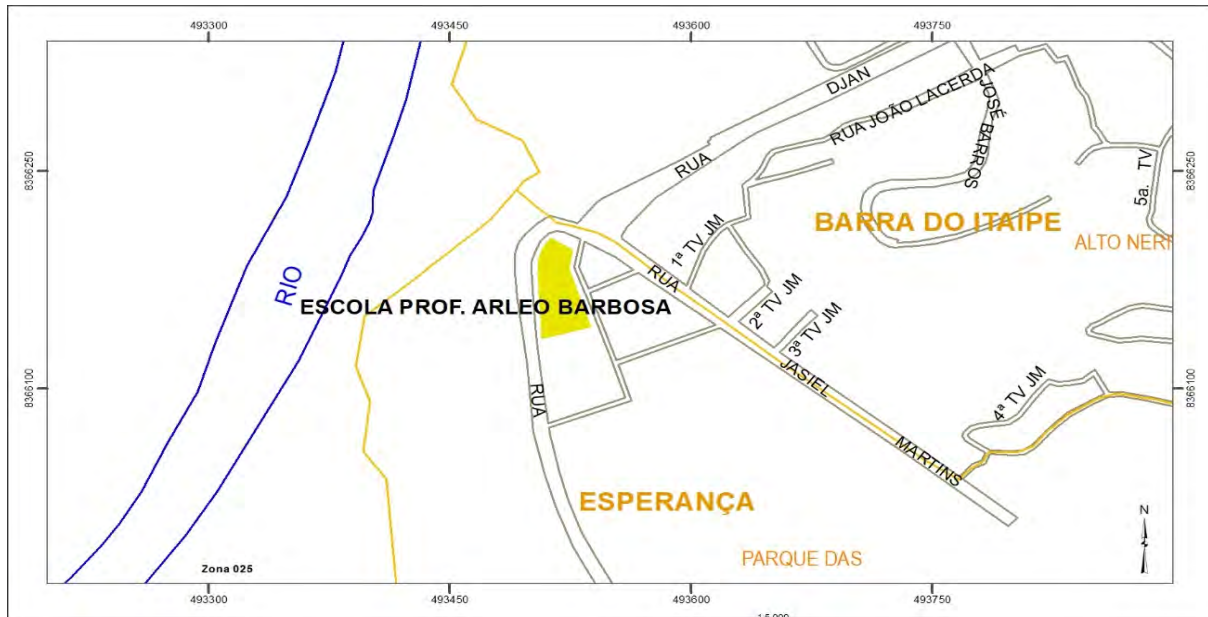 493300
493450
493600
493750
DJAN
RUA JOÃO LACERDA
JOSÉ BARROS
RUA
8366250
8366250
5a. TV
BARRA DO ITAÍPE
ALTO NERI
1ª TV JM
RUA
RIO
ESCOLA PROF. ARLEO BARBOSA
2ª TV JM
3ª TV JM
JASIEL
RUA
8366100
8366100
4ª TV JM
MARTINS
ESPERANÇA
N
PARQUE DAS
Zona 025
493300
493450
493600
493750